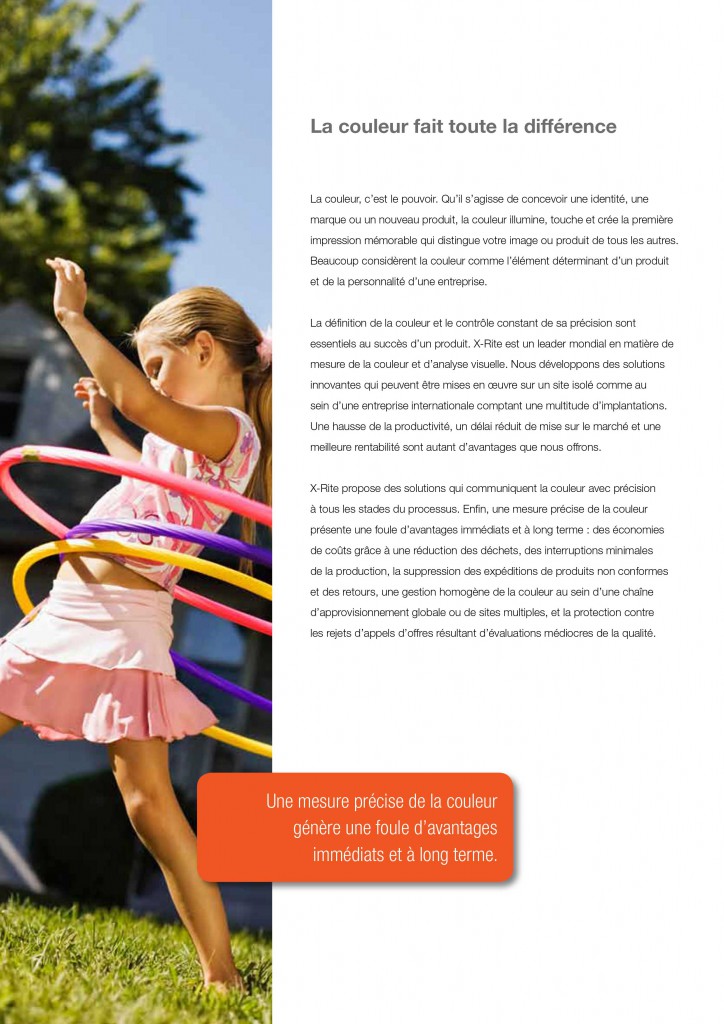 La couleur fait toute la différence
La couleur, c’est le pouvoir. Qu’il s’agisse de concevoir une identité, une
marque ou un nouveau produit, la couleur illumine, touche et crée la première
impression mémorable qui distingue votre image ou produit de tous les autres.
Beaucoup considèrent la couleur comme l’élément déterminant d’un produit
et de la personnalité d’une entreprise.
La définition de la couleur et le contrôle constant de sa précision sont
essentiels au succès d’un produit. X-Rite est un leader mondial en matière de
mesure de la couleur et d’analyse visuelle. Nous développons des solutions
innovantes qui peuvent être mises en œuvre sur un site isolé comme au
sein d’une entreprise internationale comptant une multitude d’implantations.
Une hausse de la productivité, un délai réduit de mise sur le marché et une
meilleure rentabilité sont autant d’avantages que nous offrons.
X-Rite propose des solutions qui communiquent la couleur avec précision
à tous les stades du processus. Enfin, une mesure précise de la couleur
présente une foule d’avantages immédiats et à long terme : des économies
de coûts grâce à une réduction des déchets, des interruptions minimales
de la production, la suppression des expéditions de produits non conformes
et des retours, une gestion homogène de la couleur au sein d’une chaîne
d’approvisionnement globale ou de sites multiples, et la protection contre
les rejets d’appels d’offres résultant d’évaluations médiocres de la qualité.
Une mesure précise de la couleur
génère une foule d’avantages
immédiats et à long terme.